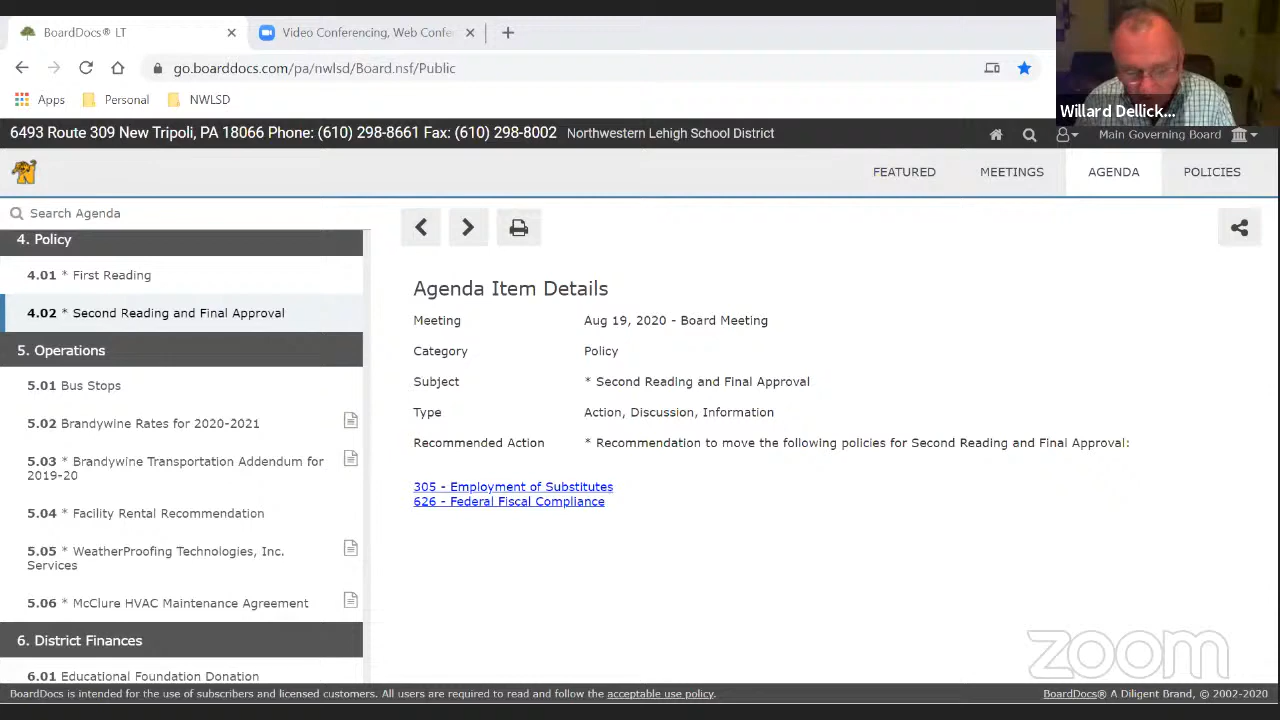 BoardDocs® LT
Video Conferencing, Web Confe
go.boarddocs.com/pa/nwlsd/Board.nsf/Public
Apps Personal NWLSD
Willard Dellick...
6493 Route 309 New Tripoli, PA 18066 Phone: (610) 298-8661 Fax: (610) 298-8002 Northwestern Lehigh School District
Main Governing Board
FEATURED MEETINGS AGENDA POLICIES
Search Agenda
4. Policy
4.01 * First Reading
4.02 * Second Reading and Final Approval
5. Operations
5.01 Bus Stops
5.02 Brandywine Rates for 2020-2021
5.03 * Brandywine Transportation Addendum for
2019-20
5.04 * Facility Rental Recommendation
5.05 * WeatherProofing Technologies, Inc.
Services
5.06 * McClure HVAC Maintenance Agreement
6. District Finances
6.01 Educational Foundation Donation
Agenda Item Details
Meeting Aug 19, 2020 - Board Meeting
Category Policy
Subject * Second Reading and Final Approval
Type Action, Discussion, Information
Recommended Action * Recommendation to move the following policies for Second Reading and Final Approval:
305 - Employment of Substitutes
626 - Federal Fiscal Compliance
zoom
BoardDocs is intended for the use of subscribers and licensed customers. All users are required to read and follow the acceptable use policy.
BoardDocs® A Diligent Brand, © 2002-2020